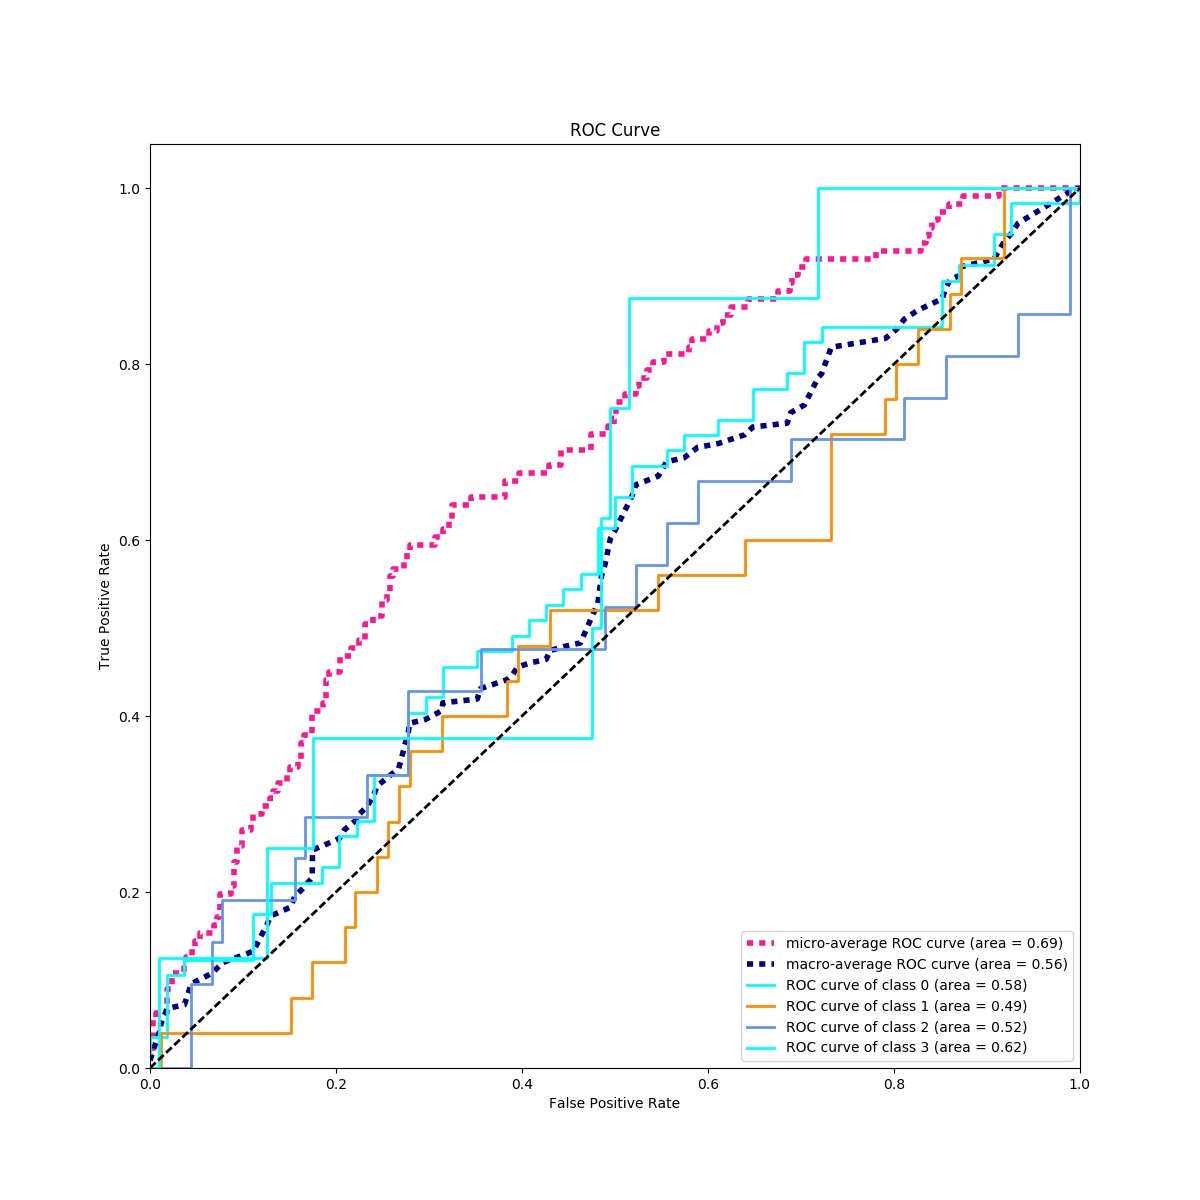 ROC Curve
True Positive Rate
1.0
0.8
0.6
0.4
0.2
0.0
micro-average ROC curve (area = 0.69)
macro-average ROC curve (area = 0.56)
ROC curve of class 0 (area = 0.58)
ROC curve of class 1 (area = 0.49)
ROC curve of class 2 (area = 0.52)
ROC curve of class 3 (area = 0.62)
0.0 0.2 0.4 0.6 0.8 1.0
False Positive Rate